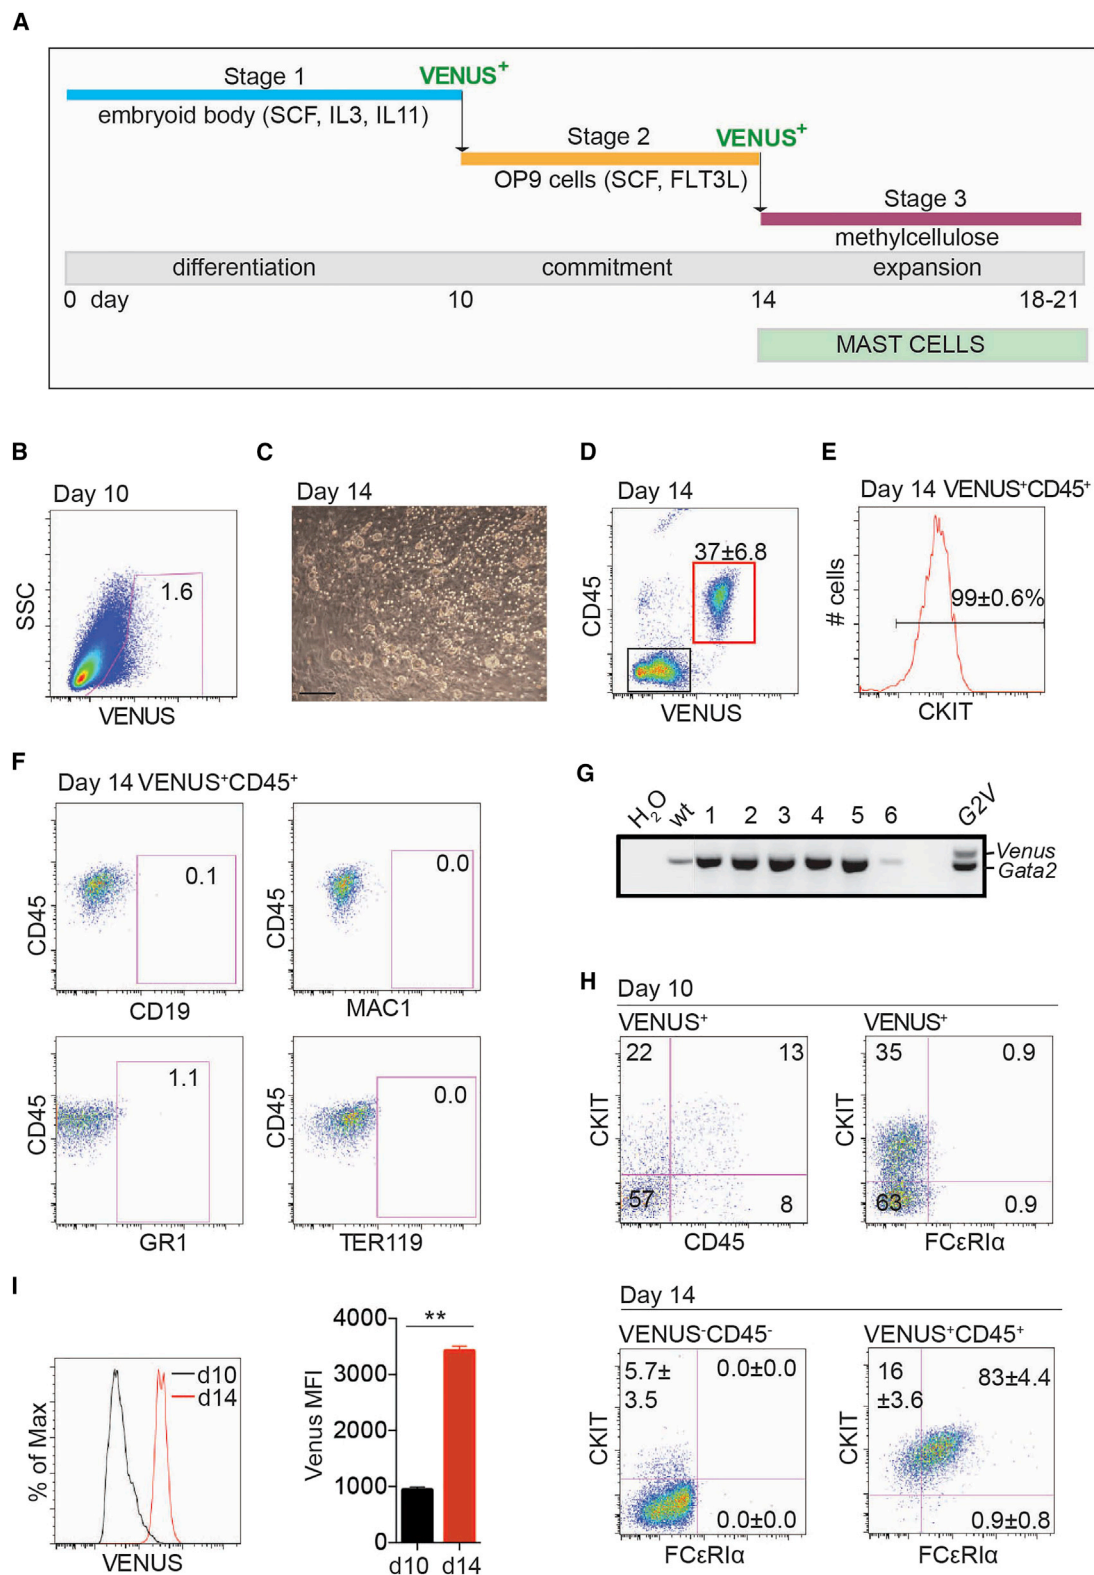 A
Stage 1
VENUS+
embryoid body (SCF, IL3, IL11)
Stage 2
VENUS+
OP9 cells (SCF, FLT3L)
Stage 3
methylcellulose
differentiation commitment expansion
0 day 10 14 18-21
MAST CELLS
B
Day 10
1.6
SSC
VENUS
C
Day 14
D
Day 14
37±6.8
CD45
VENUS
E
Day 14 VENUS+CD45+
# cells
99±0.6%
CKIT
F
Day 14 VENUS+CD45+
0.1
CD45
CD19
0.0
CD45
MAC1
1.1
CD45
GR1
0.0
CD45
TER119
G
H2O wt 1 2 3 4 5 6 G2V
Venus
Gata2
H
Day 10
VENUS+
22 13
CKIT
57 8
CD45
VENUS+
35 0.9
CKIT
63 0.9
FCεRIα
Day 14
VENUS-CD45-
5.7± 0.0±0.0
3.5
CKIT
0.0±0.0
FCεRIα
VENUS+CD45+
16 83±4.4
±3.6
CKIT
0.9±0.8
FCεRIα
I
d10
d14
% of Max
VENUS
**
4000
3000
2000
1000
0
Venus MFI
d10 d14